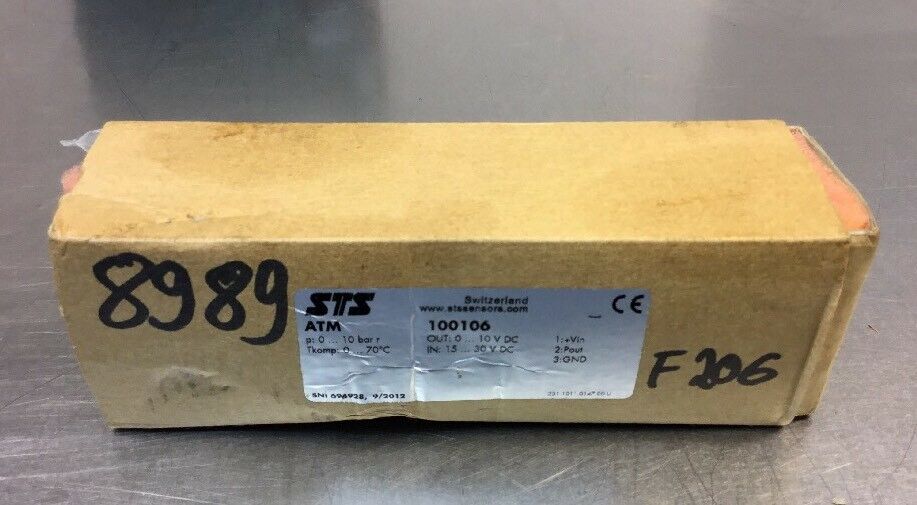 8989
STS
Switzerland
www.stssensors.com
CE
ATM
100106
p: 0 ... 10 bar r
OUT: 0 ... 10 V DC
1:+Vin
Tkomp: 0 ... 70°C
IN: 15 ... 30 V DC
2:Pout
3:GND
SN: 696928, 9/2012
F206